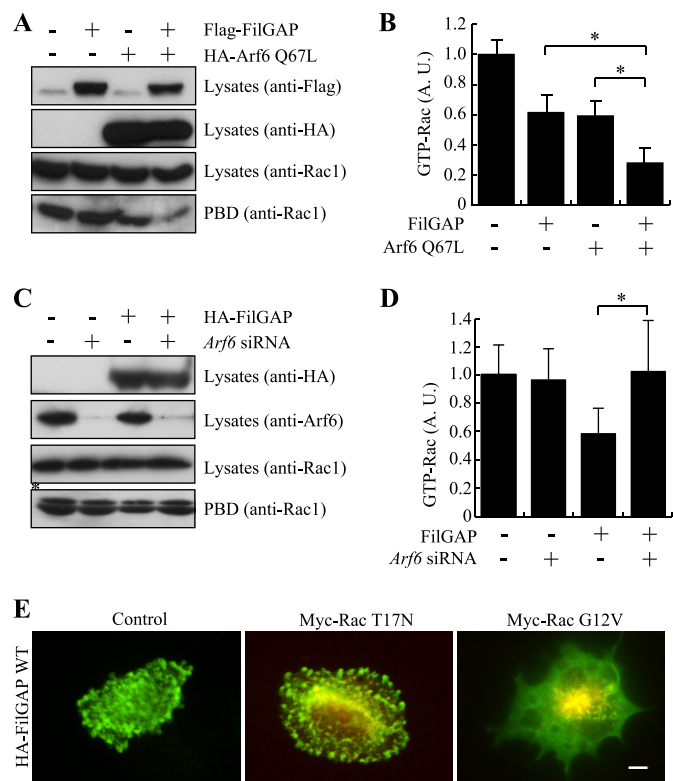 A
- + - + Flag-FilGAP
- - + + HA-Arf6 Q67L
Lysates (anti-Flag)
Lysates (anti-HA)
Lysates (anti-Rac1)
PBD (anti-Rac1)
B
GTP-Rac (A. U.)
1.2
1.0
0.8
0.6
0.4
0.2
0
*
*
FilGAP - + - +
Arf6 Q67L - - + +
C
- - + + HA-FilGAP
- + - + Arf6 siRNA
Lysates (anti-HA)
Lysates (anti-Arf6)
Lysates (anti-Rac1)
*
PBD (anti-Rac1)
D
GTP-Rac (A. U.)
1.4
1.2
1.0
0.8
0.6
0.4
0.2
0
*
FilGAP - - + +
Arf6 siRNA - + - +
E
Control
Myc-Rac T17N
Myc-Rac G12V
HA-FilGAP WT